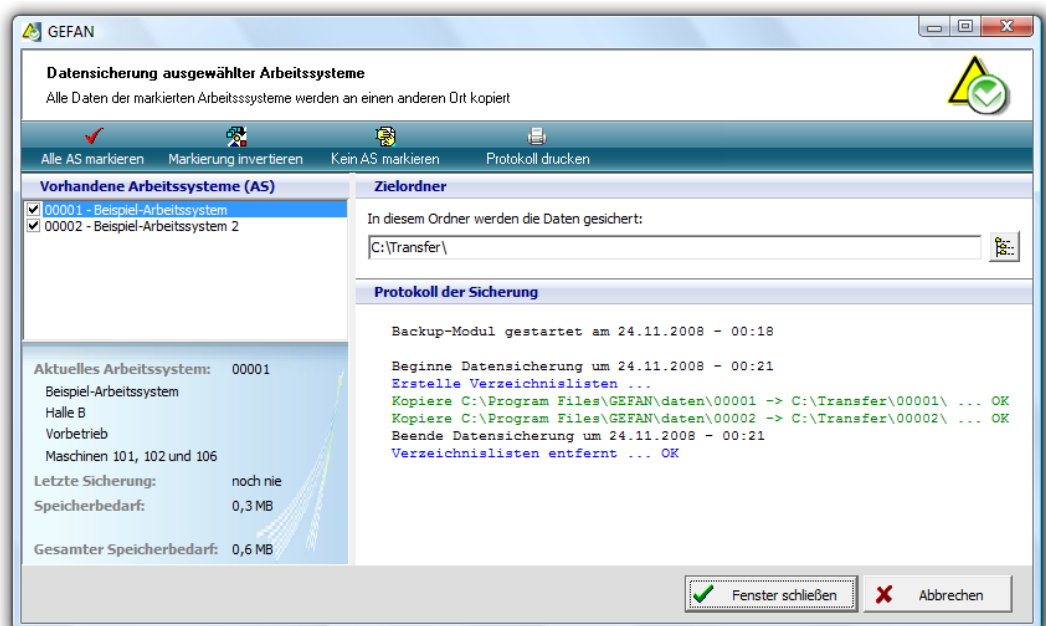 GEFAN
Datensicherung ausgewählter Arbeitssysteme
Alle Daten der markierten Arbeitsssysteme werden an einen anderen Ort kopiert
Alle AS markieren Markierung invertieren Kein AS markieren Protokoll drucken
Vorhandene Arbeitssysteme (AS)
00001 - Beispiel-Arbeitssystem
00002 - Beispiel-Arbeitssystem 2
Zielordner
In diesem Ordner werden die Daten gesichert:
C:\Transfer\
Protokoll der Sicherung
Backup-Modul gestartet am 24.11.2008 - 00:18
Beginne Datensicherung um 24.11.2008 - 00:21
Erstelle Verzeichnislisten ...
Kopiere C:\Program Files\GEFAN\daten\00001 -> C:\Transfer\00001\ ... OK
Kopiere C:\Program Files\GEFAN\daten\00002 -> C:\Transfer\00002\ ... OK
Beende Datensicherung um 24.11.2008 - 00:21
Verzeichnislisten entfernt ... OK
Aktuelles Arbeitssystem: 00001
Beispiel-Arbeitssystem
Halle B
Vorbetrieb
Maschinen 101, 102 und 106
Letzte Sicherung: noch nie
Speicherbedarf: 0,3 MB
Gesamter Speicherbedarf: 0,6 MB
Fenster schließen Abbrechen